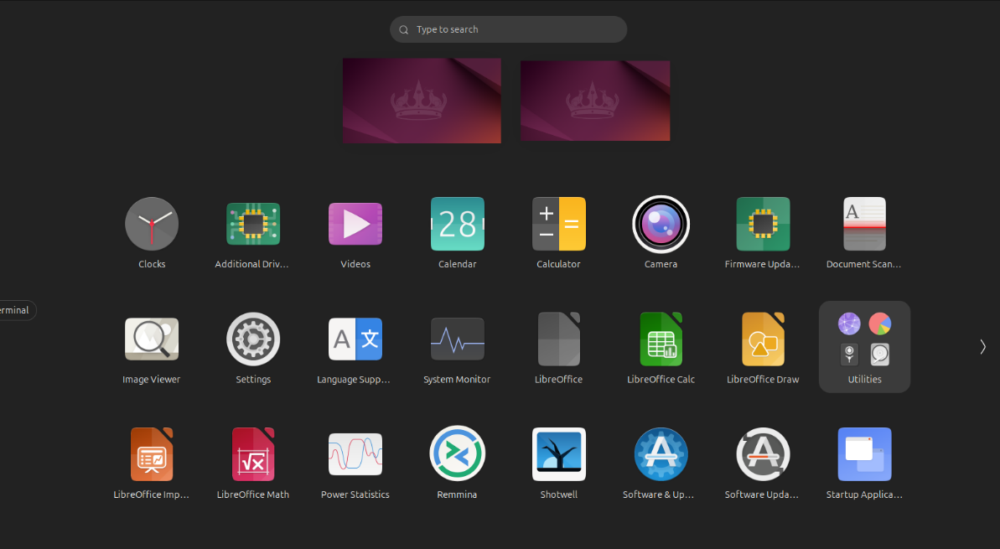 Type to search
28
Clocks
Additional Driv...
Videos
Calendar
Calculator
Camera
Firmware Upda...
A
Document Scan...
erminal
Image Viewer
Settings
A 文
Language Supp...
System Monitor
LibreOffice
LibreOffice Calc
LibreOffice Draw
Utilities
LibreOffice Imp...
√x
LibreOffice Math
Power Statistics
Remmina
Shotwell
Software & Up...
Software Upda...
Startup Applica...